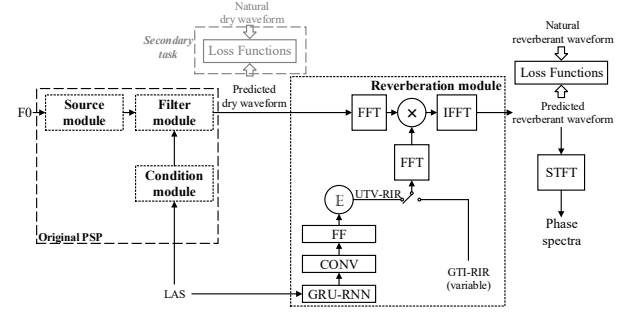 Natural
dry waveform
Secondary
task
Loss Functions
Natural
reverberant waveform
Loss Functions
Predicted
dry waveform
Reverberation module
Predicted
reverberant waveform
F0
Source
module
Filter
module
FFT
×
IFFT
FFT
STFT
Condition
module
𝔼
UTV-RIR
Phase
spectra
Original PSP
FF
CONV
GTI-RIR
(variable)
LAS
GRU-RNN